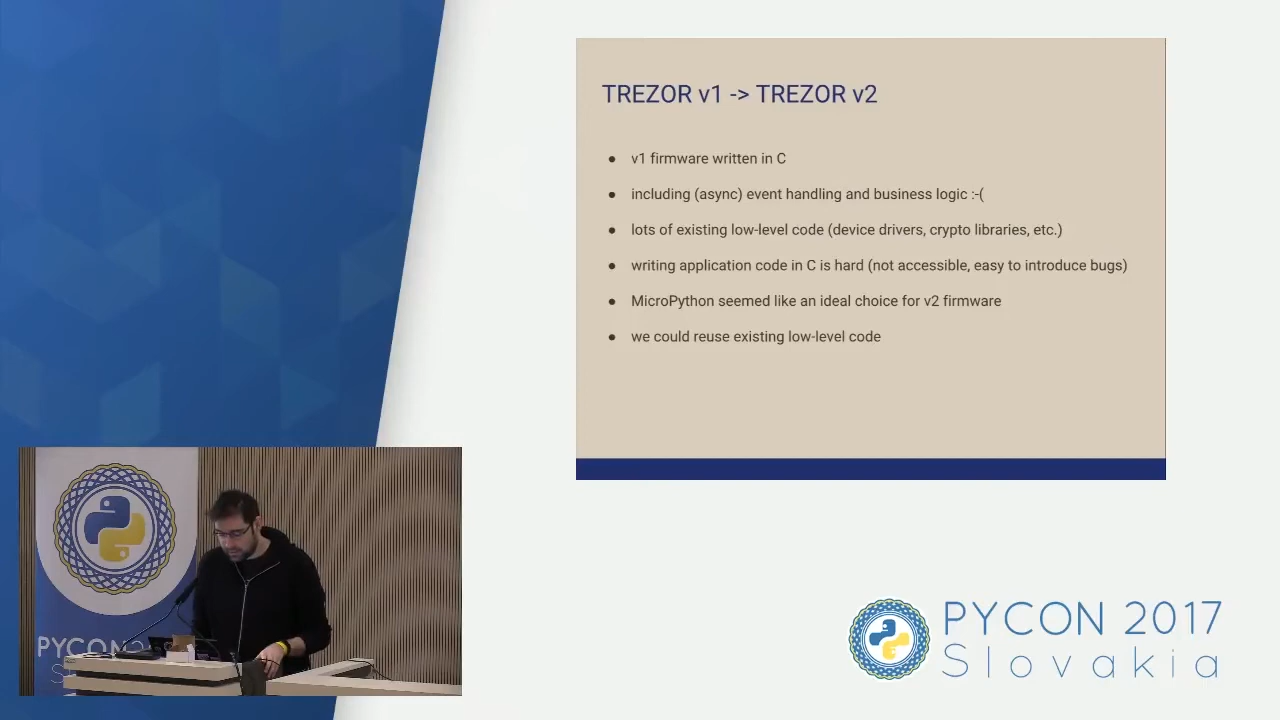 TREZOR v1 -> TREZOR v2
● v1 firmware written in C
● including (async) event handling and business logic :-(
● lots of existing low-level code (device drivers, crypto libraries, etc.)
● writing application code in C is hard (not accessible, easy to introduce bugs)
● MicroPython seemed like an ideal choice for v2 firmware
● we could reuse existing low-level code
PYCON 2017
Slovakia
PYCON 2
S